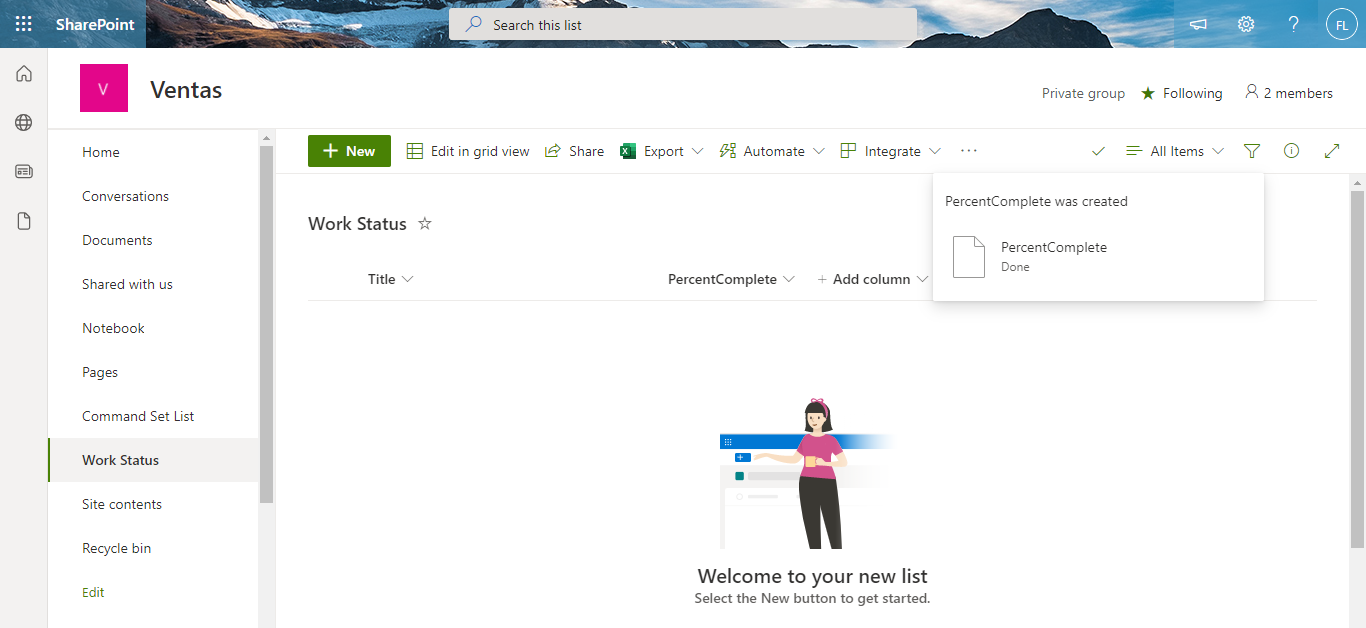 SharePoint
Search this list
FL
V
Ventas
Private group
Following
2 members
Home
Conversations
Documents
Shared with us
Notebook
Pages
Command Set List
Work Status
Site contents
Recycle bin
Edit
New
Edit in grid view
Share
Export
Automate
Integrate
All Items
PercentComplete was created
PercentComplete
Done
Work Status
Title
PercentComplete
Add column
Welcome to your new list
Select the New button to get started.